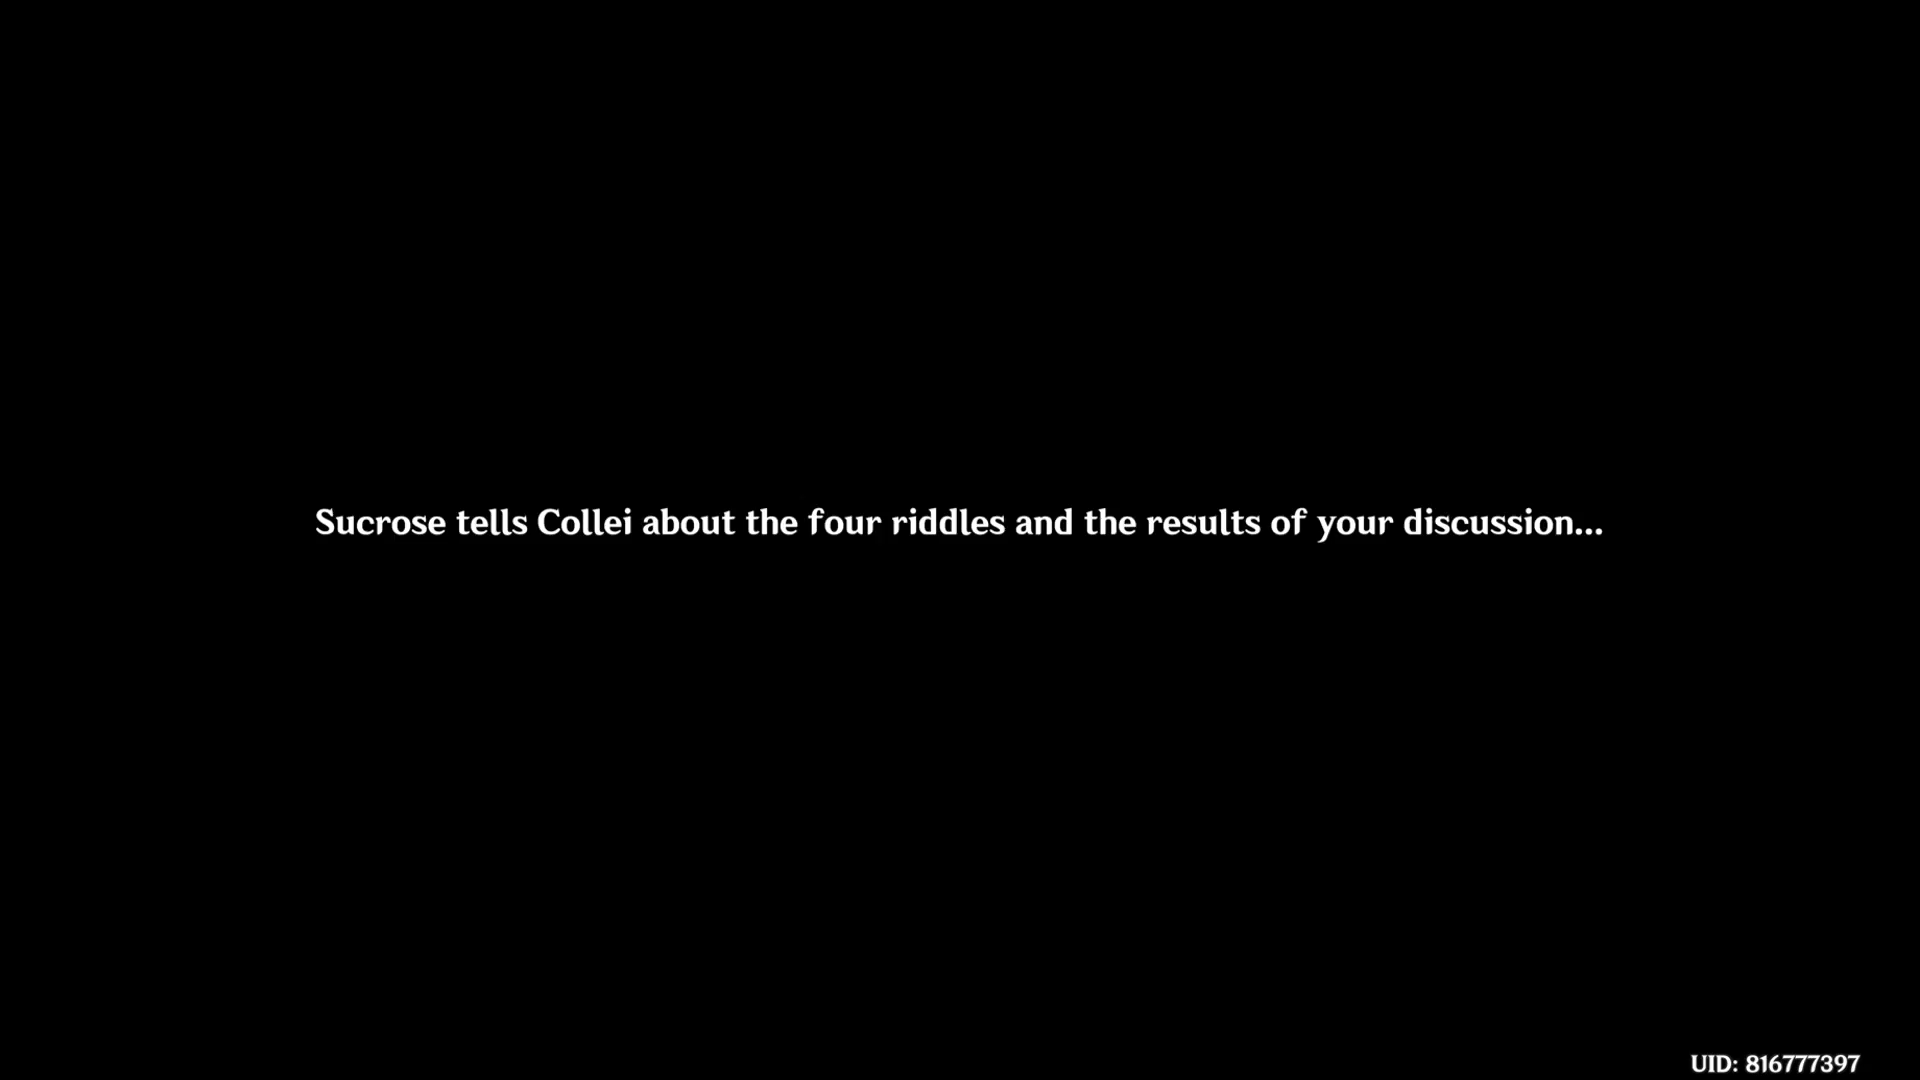 Sucrose tells Collei about the four riddles and the results of your discussion...
UID: 816777397